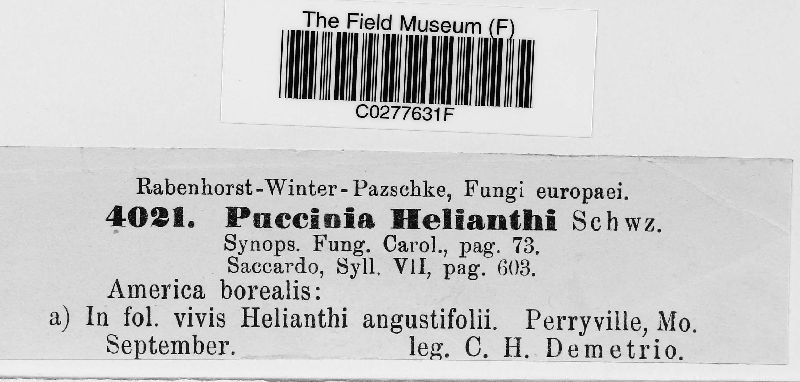 The Field Museum (F)
C0277631F
Rabenhorst-Winter-Pazschke, Fungi europaei.
4021. Puccinia Helianthi Schwz.
Synops. Fung. Carol., pag. 73.
Saccardo, Syll. VII, pag. 603.
America borealis:
a) In fol. vivis Helianthi angustifolii. Perryville, Mo.
September. leg. C. H. Demetrio.